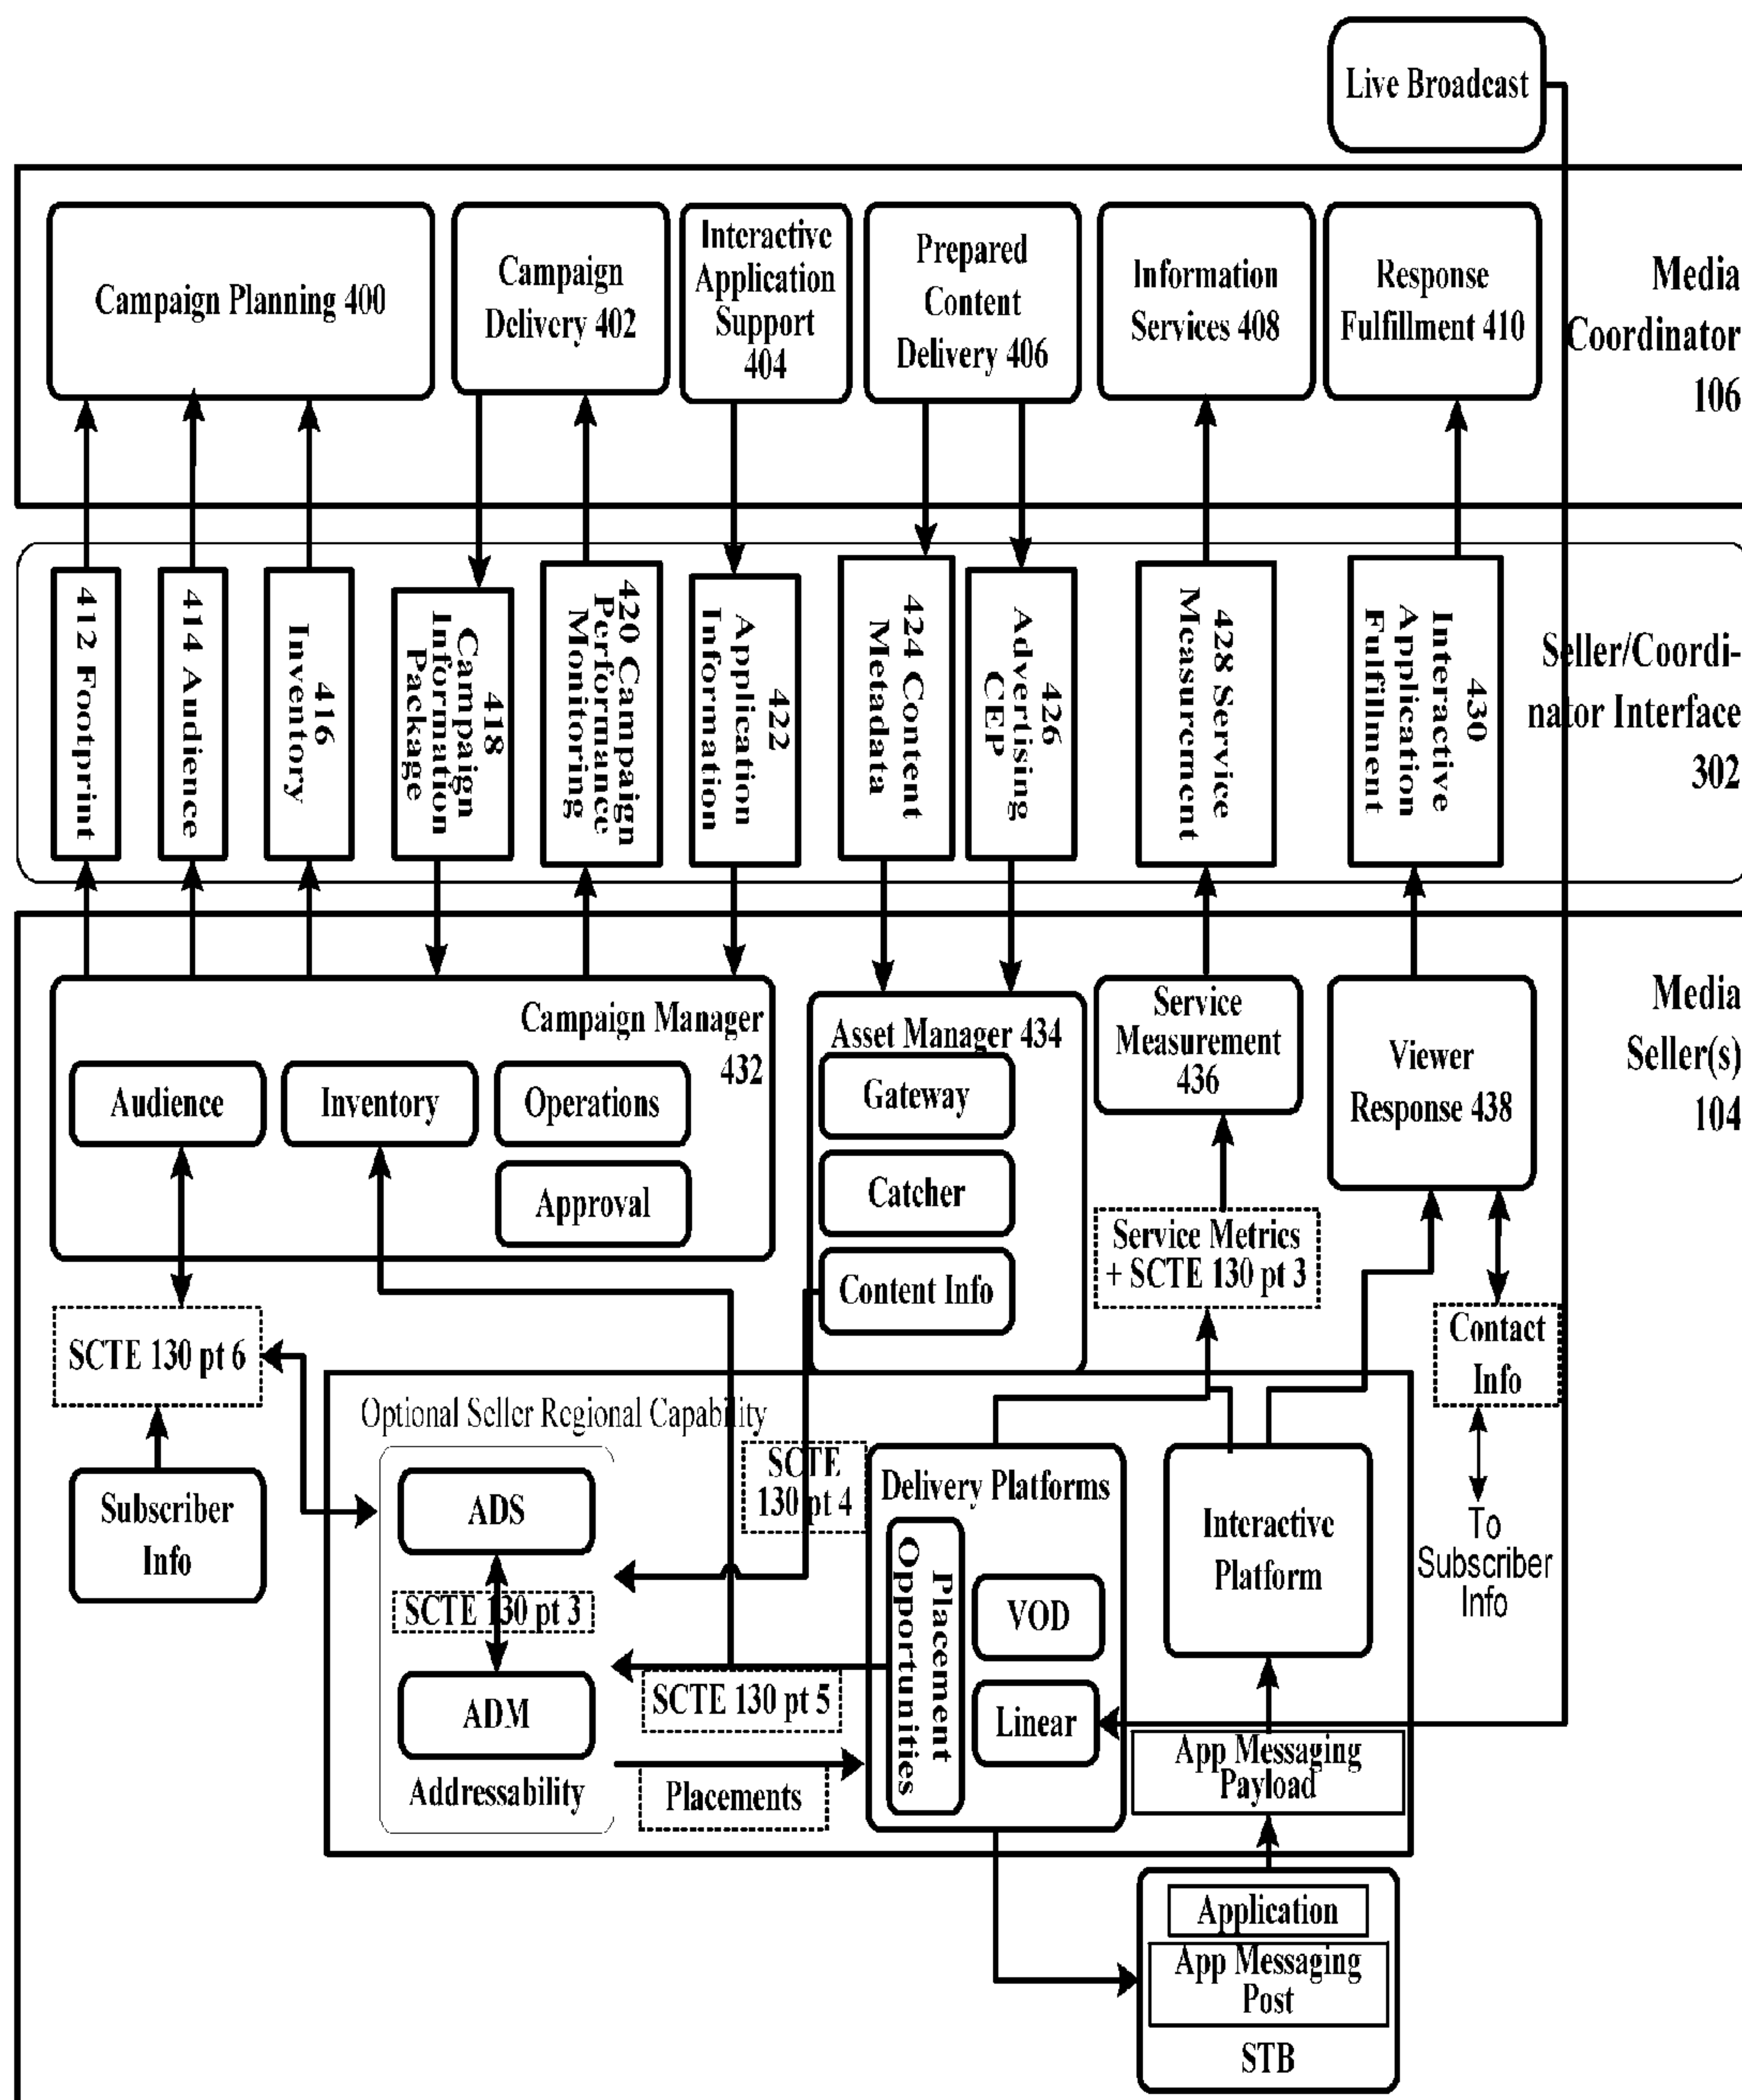 Live Broadcast
Campaign Planning 400
Campaign
Delivery 402
Interactive
Application
Support
404
Prepared
Content
Delivery 406
Information
Services 408
Response
Fulfillment 410
Media
Coordinator
106
412 Footprint
414 Audience
416
Inventory
418
Campaign
Information
Package
420 Campaign
Performance
Monitoring
422
Application
Information
424 Content
Metadata
426
Advertising
CEP
428 Service
Measurement
430
Interactive
Application
Fulfillment
Seller/Coordi-
nator Interface
302
Campaign Manager
432
Audience
Inventory
Operations
Approval
Asset Manager 434
Gateway
Catcher
Content Info
Service
Measurement
436
Viewer
Response 438
Media
Seller(s)
104
Service Metrics
+ SCTE 130 pt 3
SCTE 130 pt 6
Contact
Info
Subscriber
Info
Optional Seller Regional Capability
ADS
SCTE 130 pt 3
ADM
Addressability
SCTE
130 pt 4
SCTE 130 pt 5
Placements
Delivery Platforms
Placement
Opportunities
VOD
Linear
Interactive
Platform
To
Subscriber
Info
App Messaging
Payload
Application
App Messaging
Post
STB